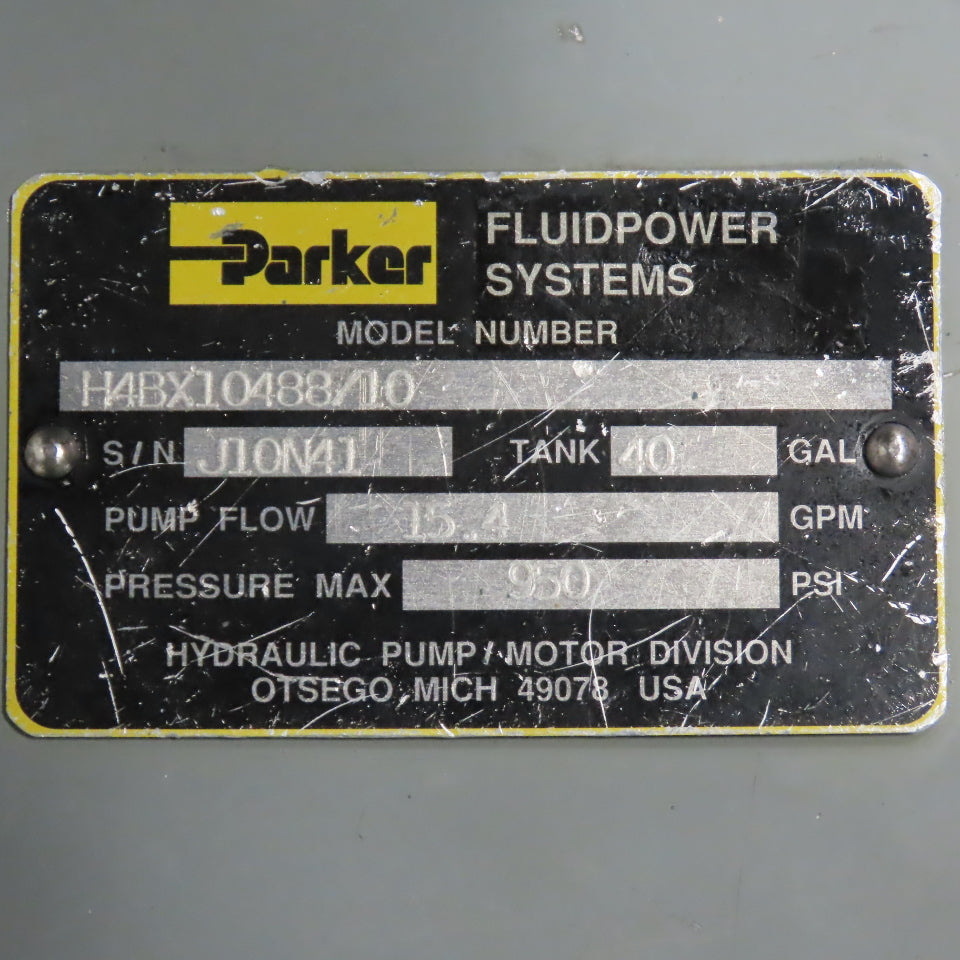 Parker FLUIDPOWER
SYSTEMS
MODEL NUMBER
H4BX10488/10
S/N J10N41 TANK 40 GAL
PUMP FLOW 15.4 GPM
PRESSURE MAX 950 PSI
HYDRAULIC PUMP/MOTOR DIVISION
OTSEGO, MICH 49078 USA